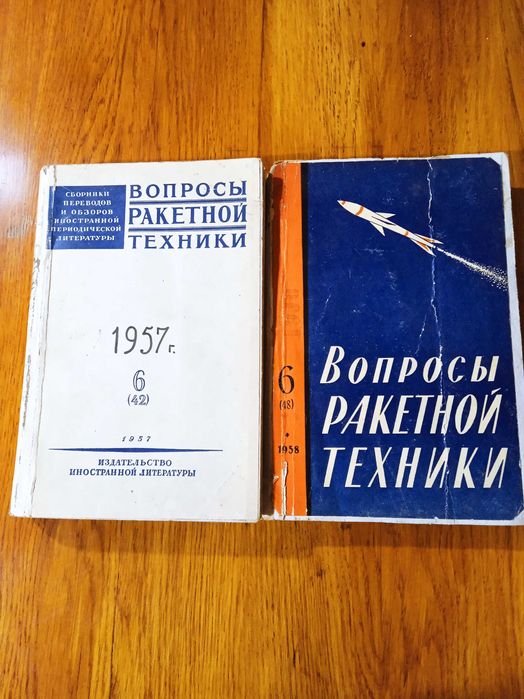 СБОРНИКИ
ПЕРЕВОДОВ
И ОБЗОРОВ
ИНОСТРАННОЙ
ПЕРИОДИЧЕСКОЙ
ЛИТЕРАТУРЫ
ВОПРОСЫ
РАКЕТНОЙ
ТЕХНИКИ
1957г.
6
(42)
1957
ИЗДАТЕЛЬСТВО
ИНОСТРАННОЙ ЛИТЕРАТУРЫ
6
(48)
1958
Вопросы
РАКЕТНОЙ
ТЕХНИКИ